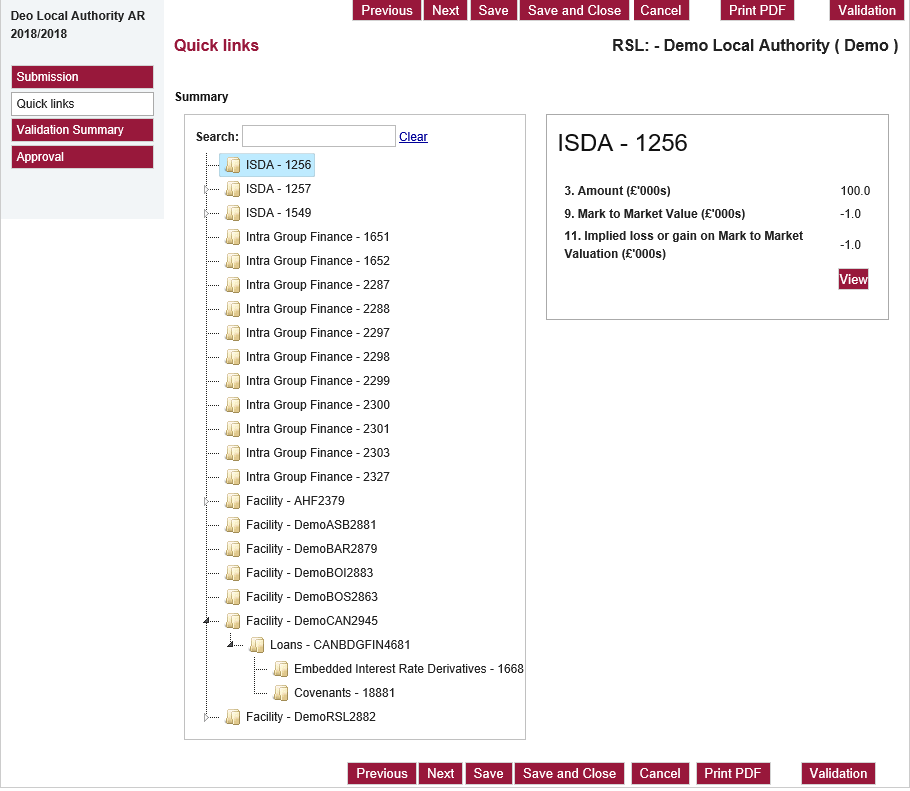 Deo Local Authority AR
2018/2018
Submission
Quick links
Validation Summary
Approval
Previous Next Save Save and Close Cancel Print PDF Validation
Quick links
RSL: - Demo Local Authority ( Demo )
Summary
Search: Clear
ISDA - 1256
ISDA - 1257
ISDA - 1549
Intra Group Finance - 1651
Intra Group Finance - 1652
Intra Group Finance - 2287
Intra Group Finance - 2288
Intra Group Finance - 2297
Intra Group Finance - 2298
Intra Group Finance - 2299
Intra Group Finance - 2300
Intra Group Finance - 2301
Intra Group Finance - 2303
Intra Group Finance - 2327
Facility - AHF2379
Facility - DemoASB2881
Facility - DemoBAR2879
Facility - DemoBOI2883
Facility - DemoBOS2863
Facility - DemoCAN2945
Loans - CANBDGFIN4681
Embedded Interest Rate Derivatives - 1668
Covenants - 18881
Facility - DemoRSL2882
ISDA - 1256
3. Amount (£'000s) 100.0
9. Mark to Market Value (£'000s) -1.0
11. Implied loss or gain on Mark to Market
Valuation (£'000s) -1.0
View
Previous Next Save Save and Close Cancel Print PDF Validation